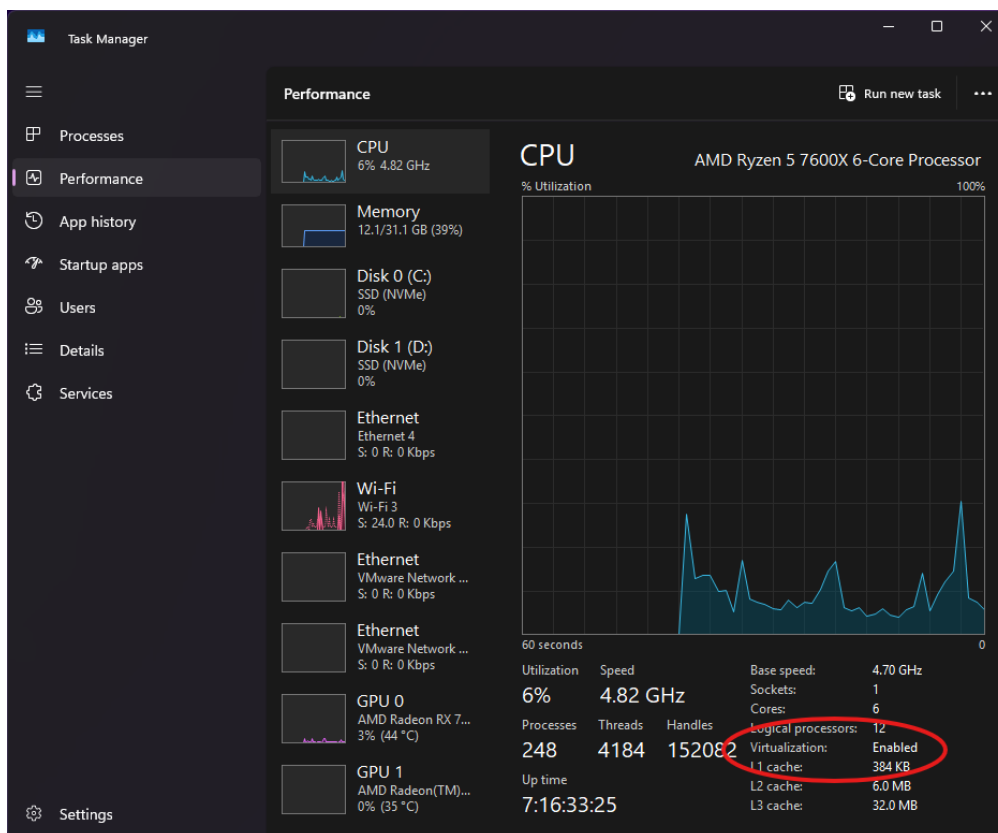 Task Manager
Performance
Run new task
Processes
Performance
App history
Startup apps
Users
Details
Services
Settings
CPU
6% 4.82 GHz
Memory
12.1/31.1 GB (39%)
Disk 0 (C:)
SSD (NVMe)
0%
Disk 1 (D:)
SSD (NVMe)
0%
Ethernet
Ethernet 4
S: 0 R: 0 Kbps
Wi-Fi
Wi-Fi 3
S: 24.0 R: 0 Kbps
Ethernet
VMware Network ...
S: 0 R: 0 Kbps
Ethernet
VMware Network ...
S: 0 R: 0 Kbps
GPU 0
AMD Radeon RX 7...
3% (44 °C)
GPU 1
AMD Radeon(TM)...
0% (35 °C)
CPU
AMD Ryzen 5 7600X 6-Core Processor
% Utilization 100%
60 seconds 0
Utilization Speed
6% 4.82 GHz
Processes Threads Handles
248 4184 152082
Up time
7:16:33:25
Base speed: 4.70 GHz
Sockets: 1
Cores: 6
Logical processors: 12
Virtualization: Enabled
L1 cache: 384 KB
L2 cache: 6.0 MB
L3 cache: 32.0 MB